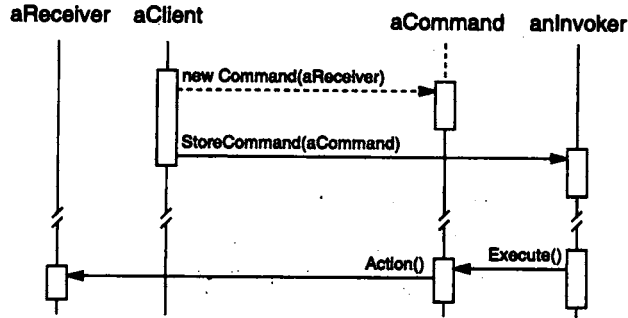 aReceiver aClient aCommand anInvoker
new Command(aReceiver)
StoreCommand(aCommand)
Action() Execute()